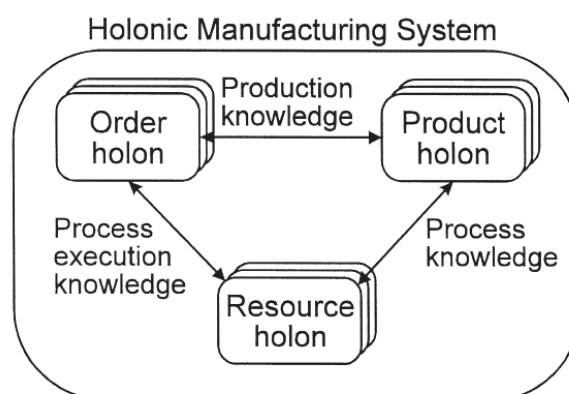 Holonic Manufacturing System
Order
holon
Production
knowledge
Product
holon
Process
execution
knowledge
Process
knowledge
Resource
holon